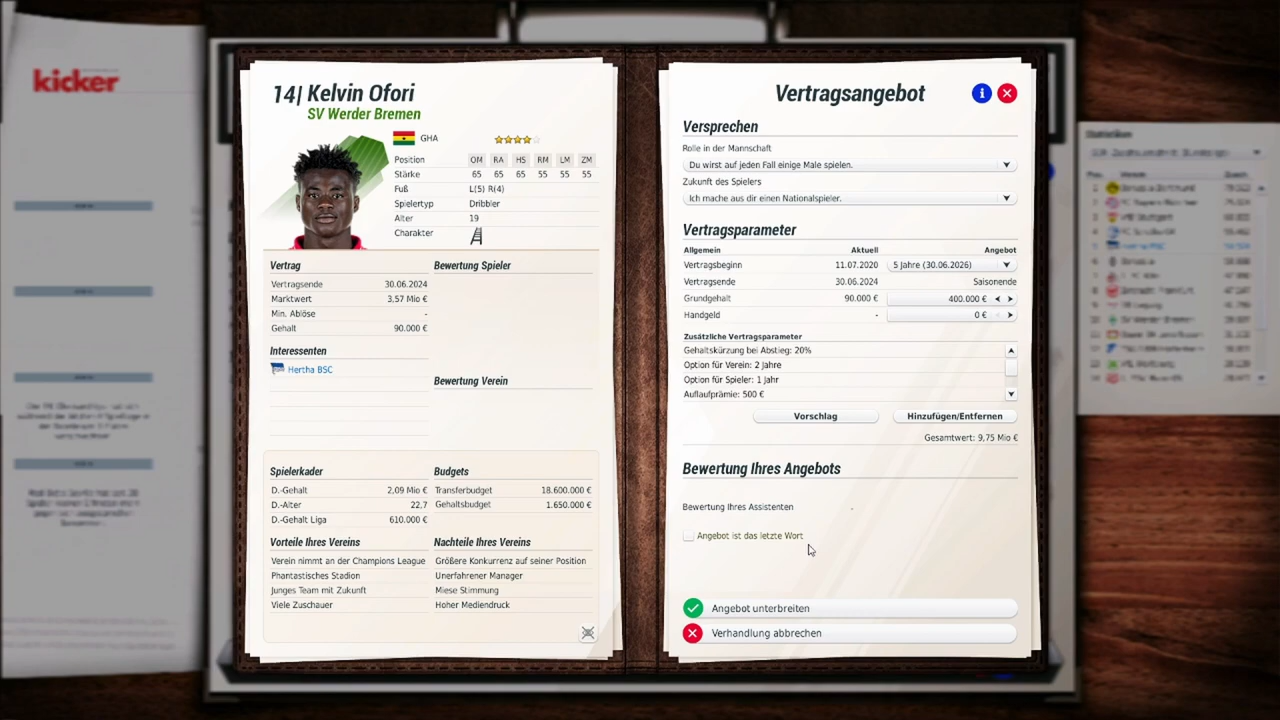 kicker
14| Kelvin Ofori
SV Werder Bremen
GHA
Position OM RA HS RM LM ZM
Stärke 65 65 65 55 55 55
Fuß L(5) R(4)
Spielertyp Dribbler
Alter 19
Charakter
Vertrag
Vertragsende 30.06.2024
Marktwert 3,57 Mio €
Min. Ablöse -
Gehalt 90.000 €
Interessenten
Hertha BSC
Bewertung Spieler
Bewertung Verein
Spielerkader
D.-Gehalt 2,09 Mio €
D.-Alter 22,7
D.-Gehalt Liga 610.000 €
Budgets
Transferbudget 18.600.000 €
Gehaltsbudget 1.650.000 €
Vorteile Ihres Vereins
Verein nimmt an der Champions League
Phantastisches Stadion
Junges Team mit Zukunft
Viele Zuschauer
Nachteile Ihres Vereins
Größere Konkurrenz auf seiner Position
Unerfahrener Manager
Miese Stimmung
Hoher Mediendruck
Vertragsangebot
Versprechen
Rolle in der Mannschaft
Du wirst auf jeden Fall einige Male spielen.
Zukunft des Spielers
Ich mache aus dir einen Nationalspieler.
Vertragsparameter
Allgemein Aktuell Angebot
Vertragsbeginn 11.07.2020 5 Jahre (30.06.2026)
Vertragsende 30.06.2024 Saisonende
Grundgehalt 90.000 € 400.000 €
Handgeld - 0 €
Zusätzliche Vertragsparameter
Gehaltskürzung bei Abstieg: 20%
Option für Verein: 2 Jahre
Option für Spieler: 1 Jahr
Auflaufprämie: 500 €
Vorschlag Hinzufügen/Entfernen
Gesamtwert: 9,75 Mio €
Bewertung Ihres Angebots
Bewertung Ihres Assistenten -
Angebot ist das letzte Wort
Angebot unterbreiten
Verhandlung abbrechen
Hertha BSC